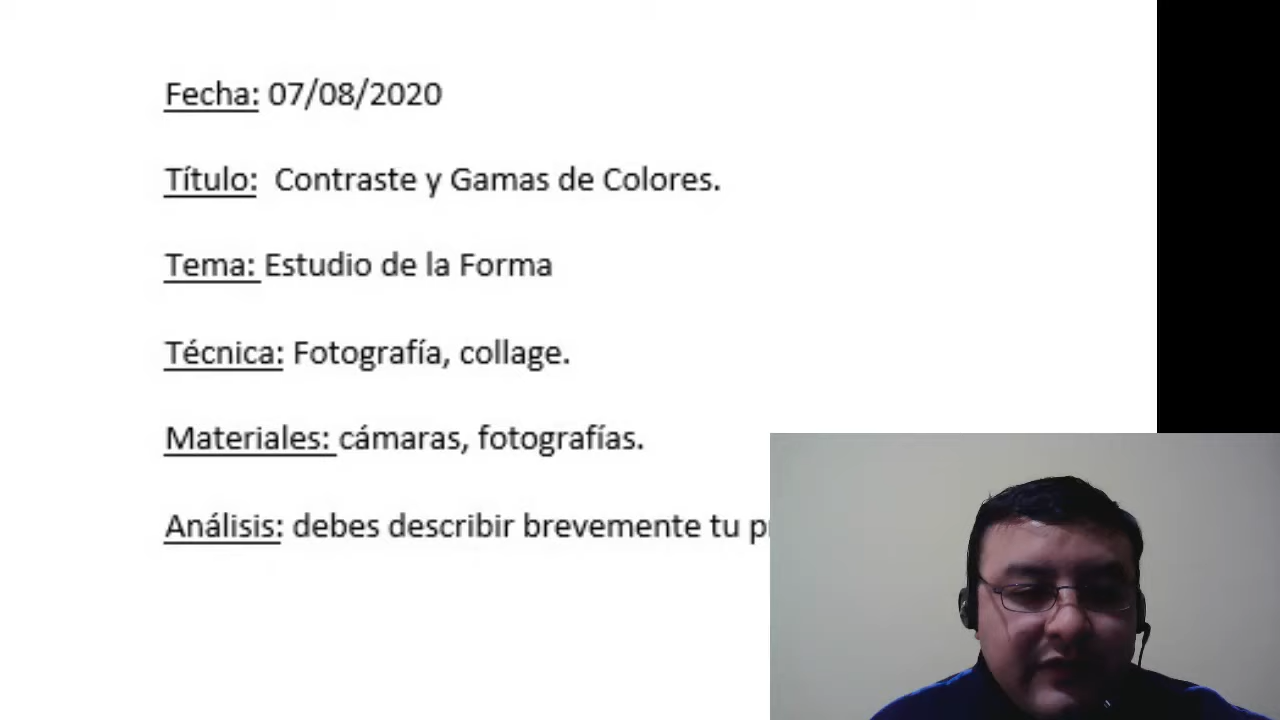 Fecha: 07/08/2020
Título: Contraste y Gamas de Colores.
Tema: Estudio de la Forma
Técnica: Fotografía, collage.
Materiales: cámaras, fotografías.
Análisis: debes describir brevemente tu